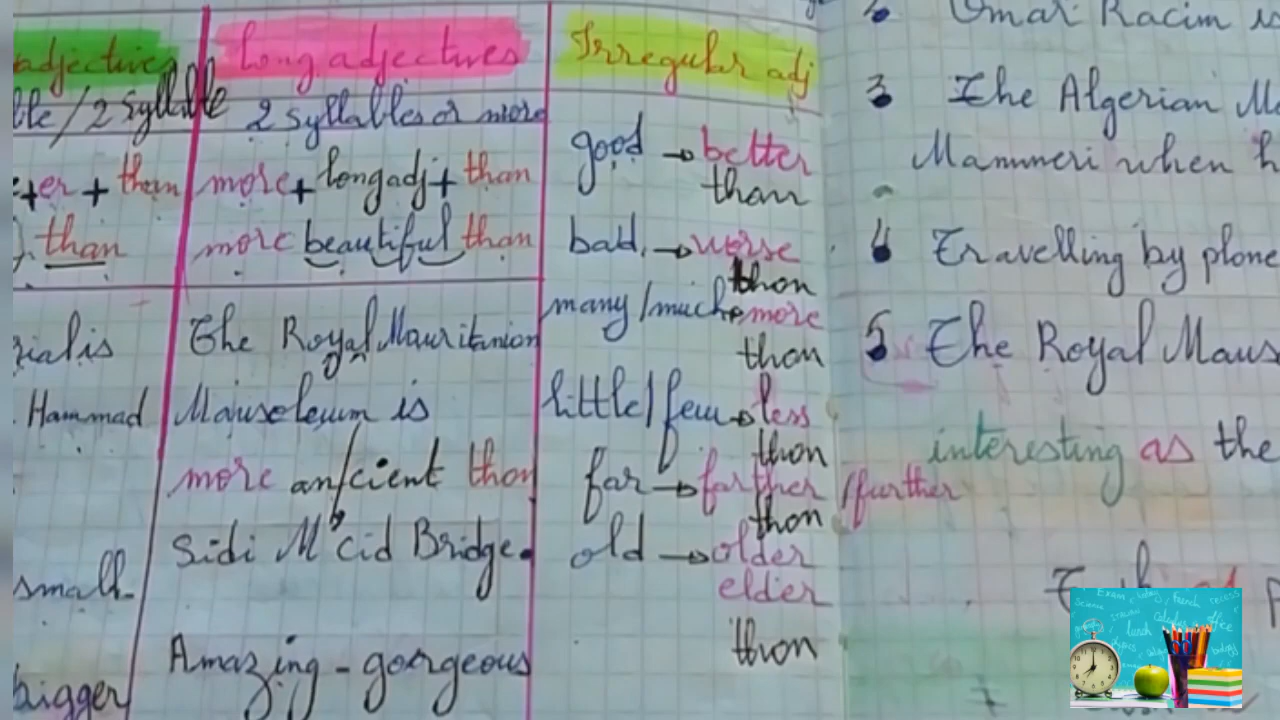 adjectives
ble/2 syllable
+er + than
). than
rial is
. Hammad
small-
bigger
long adjectives
2 syllables or more
more + long adj + than
more beautiful than
The Royal Mauritanian
Mausoleum is
more ancient than
Sidi M'cid Bridge.
Amazing - gorgeous
Irregular adj
good → better
than
bad → worse
than
many/much → more
than
little/few → less
than
far → farther/further
than
old → older
elder
than
Omar Racim is
3 The Algerian M
Mammeri when h
4 Travelling by plane
5 The Royal Maus
interesting as the